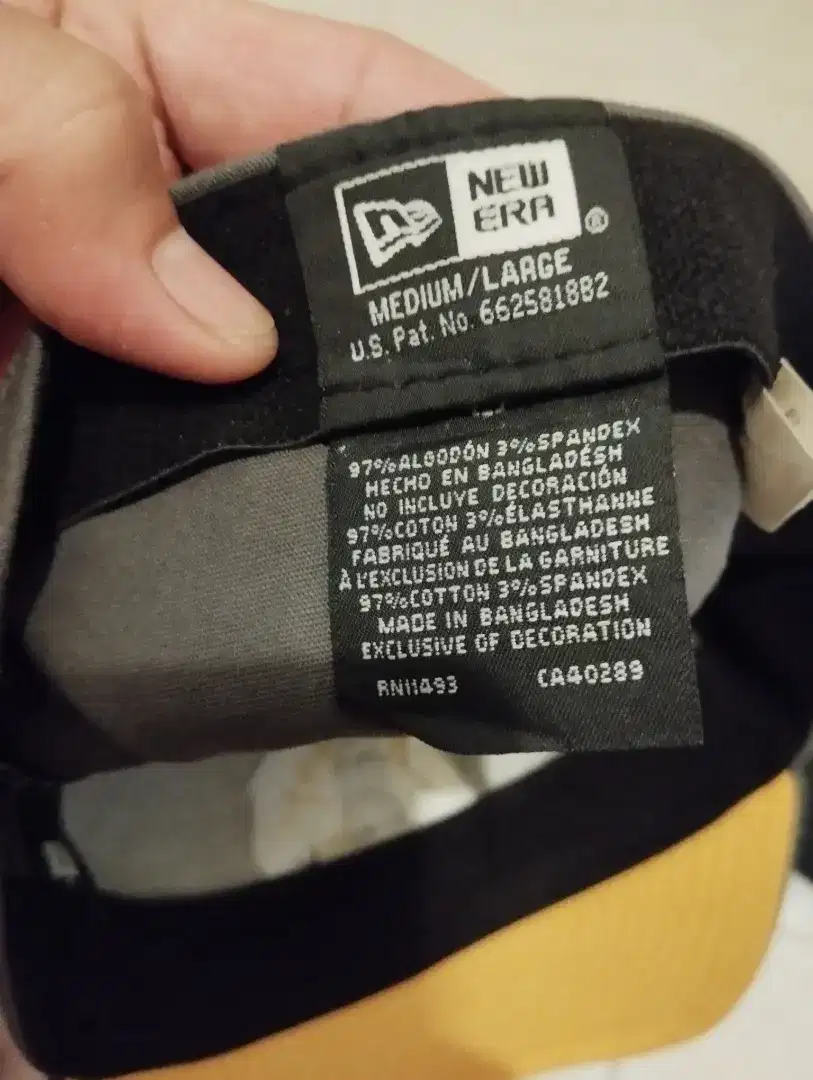 NEW
ERA®
MEDIUM/LARGE
U.S. Pat. No. 662581882
97%ALGODÓN 3%SPANDEX
HECHO EN BANGLADÉSH
NO INCLUYE DECORACIÓN
97%COTON 3%ÉLASTHANNE
FABRIQUÉ AU BANGLADESH
À L'EXCLUSION DE LA GARNITURE
97%COTTON 3%SPANDEX
MADE IN BANGLADESH
EXCLUSIVE OF DECORATION
RN11493 CA40289